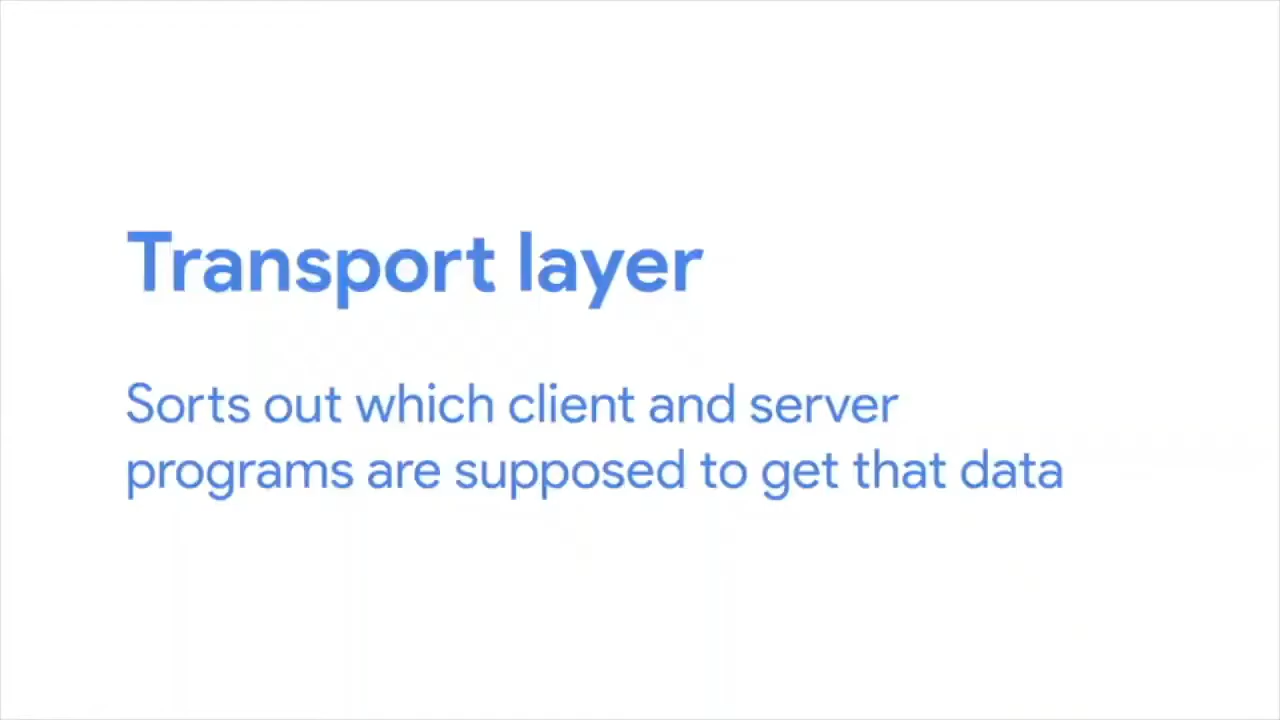 Transport layer
Sorts out which client and server
programs are supposed to get that data